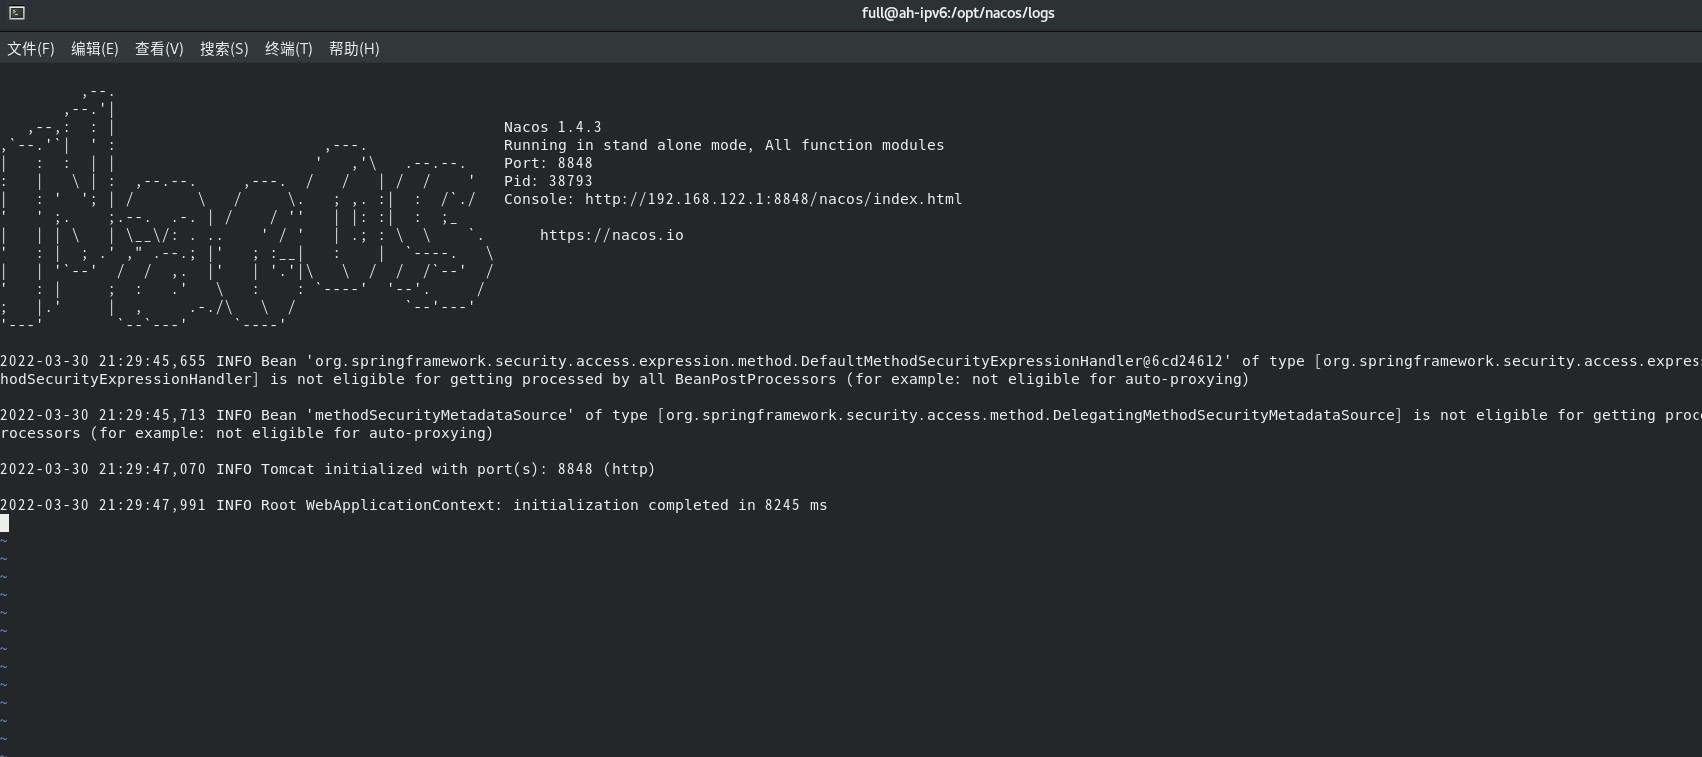 full@ah-ipv6:/opt/nacos/logs
文件(F) 编辑(E) 查看(V) 搜索(S) 终端(T) 帮助(H)
Nacos 1.4.3
Running in stand alone mode, All function modules
Port: 8848
Pid: 38793
Console: http://192.168.122.1:8848/nacos/index.html
https://nacos.io
2022-03-30 21:29:45,655 INFO Bean 'org.springframework.security.access.expression.method.DefaultMethodSecurityExpressionHandler@6cd24612' of type [org.springframework.security.access.express
hodSecurityExpressionHandler] is not eligible for getting processed by all BeanPostProcessors (for example: not eligible for auto-proxying)
2022-03-30 21:29:45,713 INFO Bean 'methodSecurityMetadataSource' of type [org.springframework.security.access.method.DelegatingMethodSecurityMetadataSource] is not eligible for getting proc
rocessors (for example: not eligible for auto-proxying)
2022-03-30 21:29:47,070 INFO Tomcat initialized with port(s): 8848 (http)
2022-03-30 21:29:47,991 INFO Root WebApplicationContext: initialization completed in 8245 ms